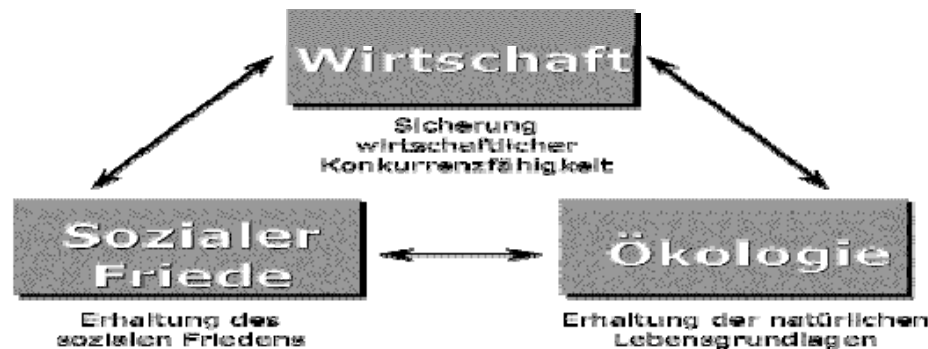 Wirtschaft
Sicherung
wirtschaftlicher
Konkurrenzfähigkeit
Sozialer
Friede
Erhaltung des
sozialen Friedens
Ökologie
Erhaltung der natürlichen
Lebensgrundlagen